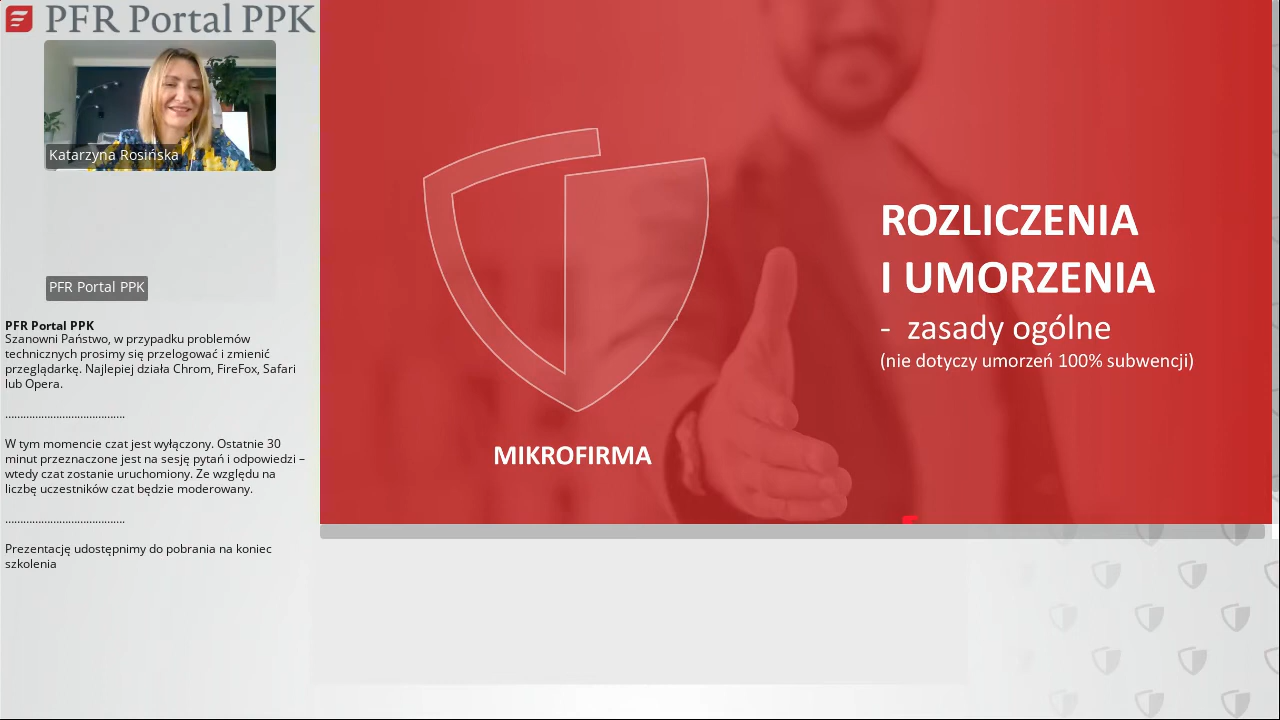 PFR Portal PPK
Katarzyna Rosińska
PFR Portal PPK
PFR Portal PPK
Szanowni Państwo, w przypadku problemów
technicznych prosimy się przelogować i zmienić
przeglądarkę. Najlepiej działa Chrom, FireFox, Safari
lub Opera.
........................................
W tym momencie czat jest wyłączony. Ostatnie 30
minut przeznaczone jest na sesję pytań i odpowiedzi –
wtedy czat zostanie uruchomiony. Ze względu na
liczbę uczestników czat będzie moderowany.
........................................
Prezentację udostępnimy do pobrania na koniec
szkolenia
MIKROFIRMA
ROZLICZENIA
I UMORZENIA
- zasady ogólne
(nie dotyczy umorzeń 100% subwencji)